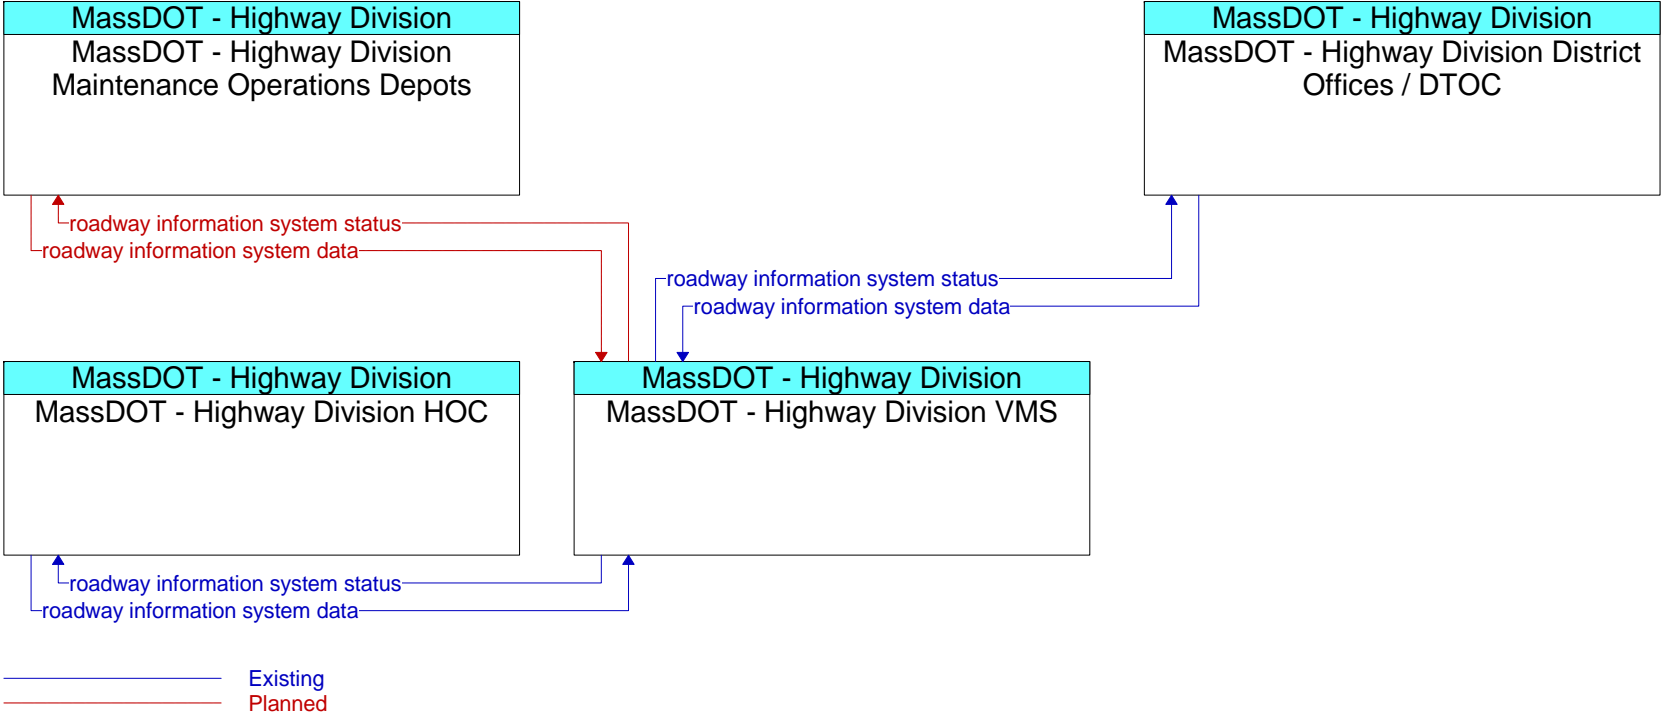 MassDOT - Highway Division
MassDOT - Highway Division
Maintenance Operations Depots
MassDOT - Highway Division
MassDOT - Highway Division District
Offices / DTOC
roadway information system status
roadway information system data
roadway information system status
roadway information system data
MassDOT - Highway Division
MassDOT - Highway Division HOC
MassDOT - Highway Division
MassDOT - Highway Division VMS
roadway information system status
roadway information system data
Existing
Planned